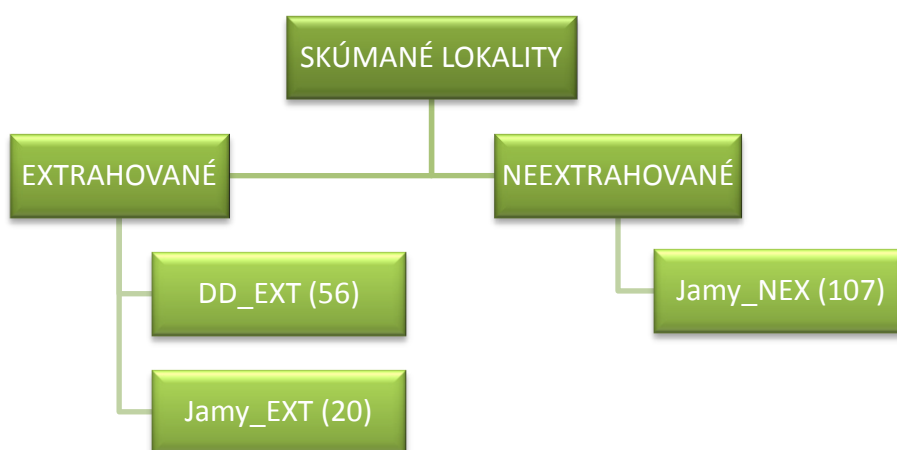 SKÚMANÉ LOKALITY
EXTRAHOVANÉ
NEEXTRAHOVANÉ
DD_EXT (56)
Jamy_NEX (107)
Jamy_EXT (20)